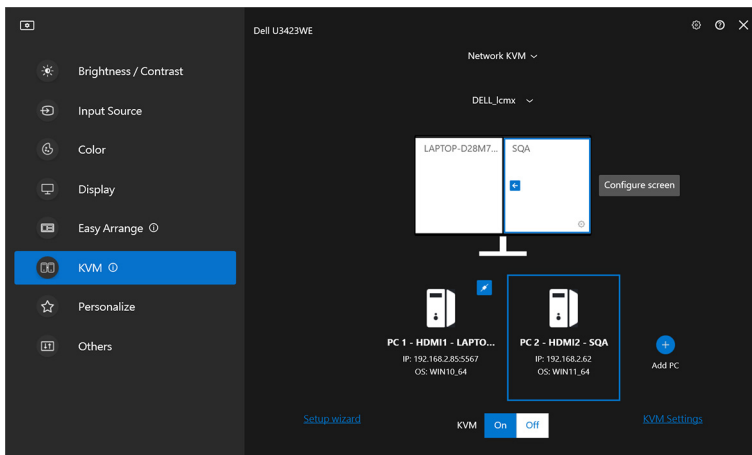 Dell U3423WE
Network KVM
DELL_lcmx
Brightness / Contrast
Input Source
Color
Display
Easy Arrange
KVM
Personalize
Others
LAPTOP-D28M7...
SQA
Configure screen
PC 1 - HDMI1 - LAPTO...
IP: 192.168.2.85:5567
OS: WIN10_64
PC 2 - HDMI2 - SQA
IP: 192.168.2.62
OS: WIN11_64
Add PC
Setup wizard
KVM
On
Off
KVM Settings